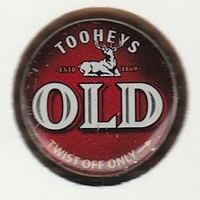 TOOHEYS
ESTD 1869
OLD
TWIST OFF ONLY